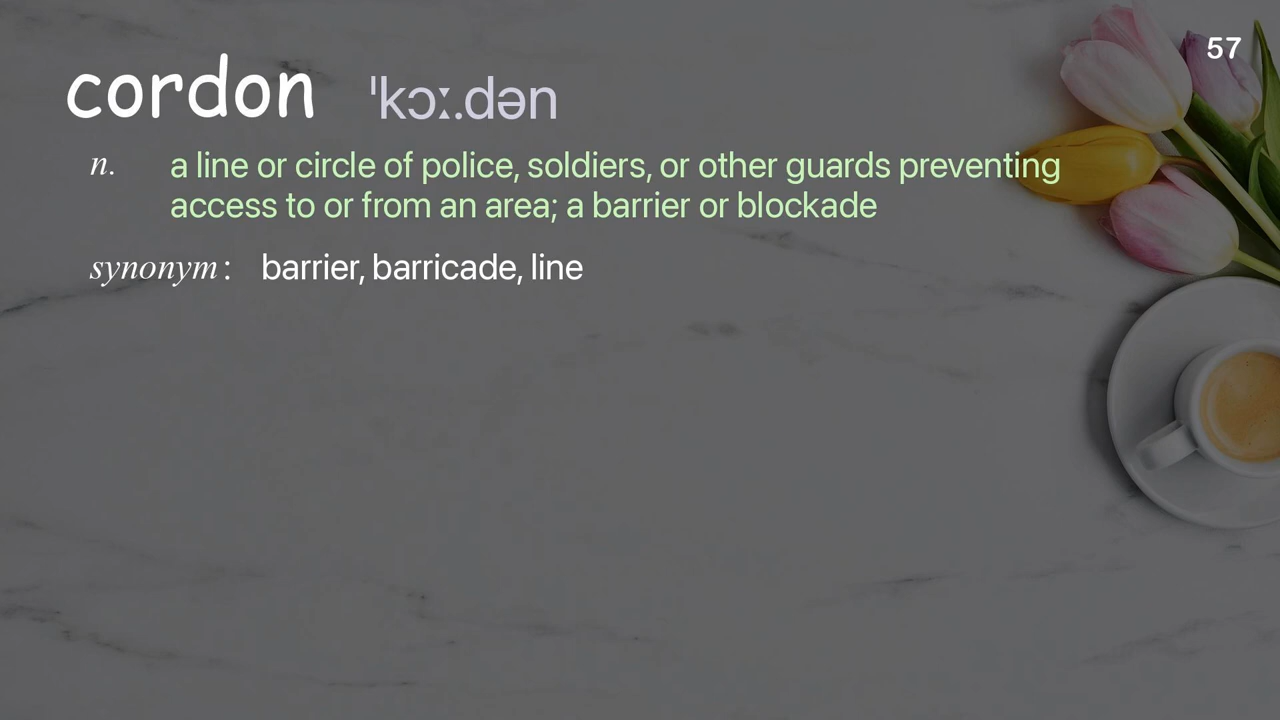 57
cordon ˈkɔː.dən
n. a line or circle of police, soldiers, or other guards preventing
access to or from an area; a barrier or blockade
synonym: barrier, barricade, line